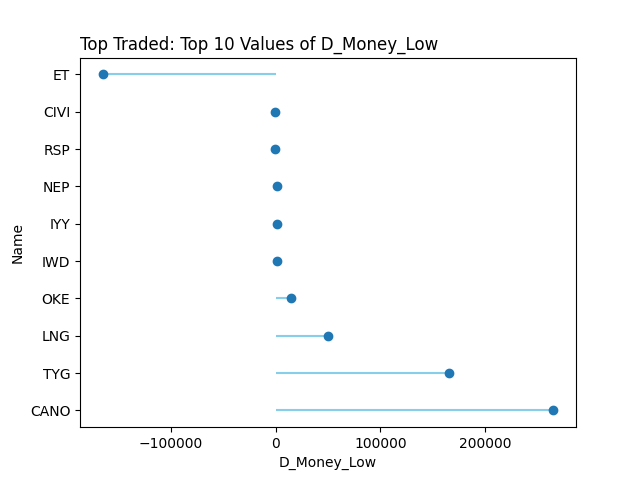 Top Traded: Top 10 Values of D_Money_Low
ET
CIVI
RSP
NEP
IYY
IWD
OKE
LNG
TYG
CANO
Name
−100000 0 100000 200000
D_Money_Low